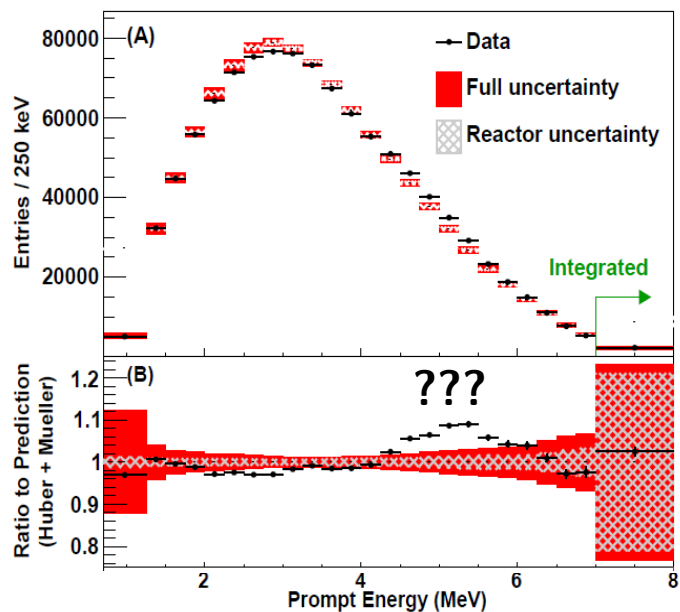 (A)
80000
60000
40000
20000
Entries / 250 keV
Data
Full uncertainty
Reactor uncertainty
Integrated
(B)
???
1.2
1.1
1
0.9
0.8
Ratio to Prediction
(Huber + Mueller)
2
4
6
8
Prompt Energy (MeV)